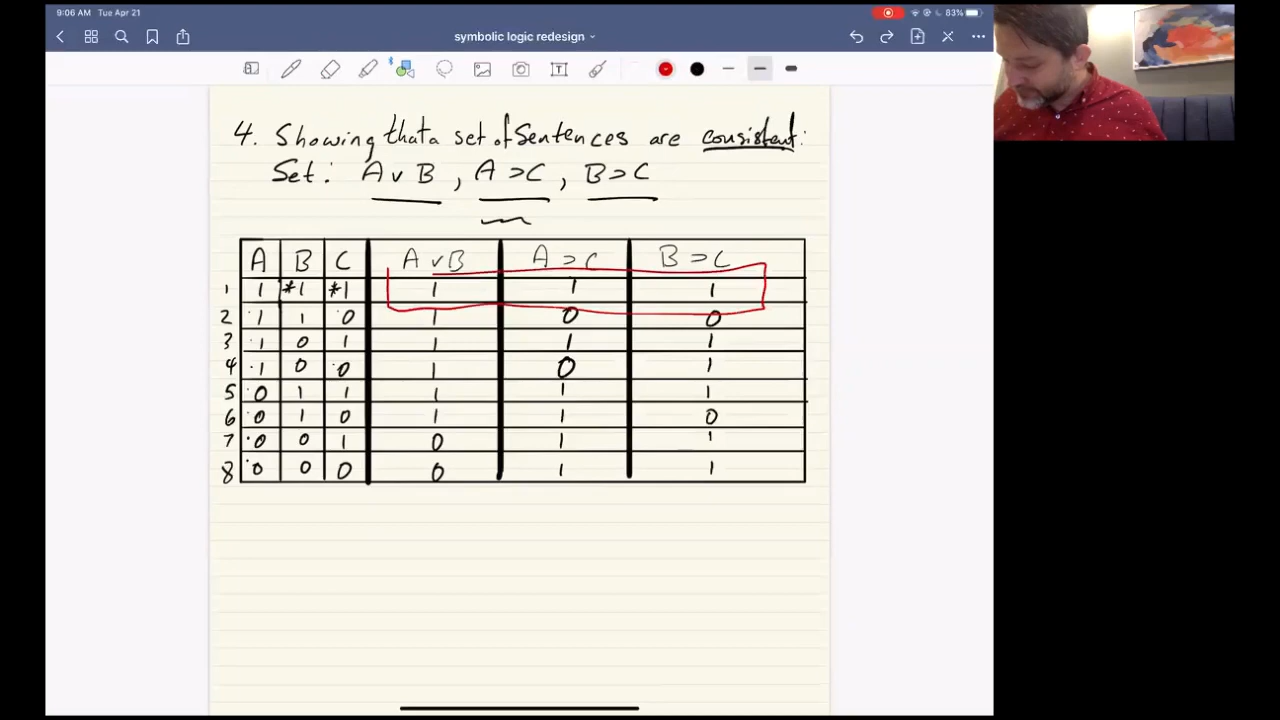 9:06 AM Tue Apr 21
83%
symbolic logic redesign
4. Showing that a set of Sentences are consistent:
Set: A ∨ B, A ⊃ C, B ⊃ C
A B C A ∨ B A ⊃ C B ⊃ C
1 1 *1 *1 1 1 1
2 1 1 0 1 0 0
3 1 0 1 1 1 1
4 1 0 0 1 0 1
5 0 1 1 1 1 1
6 0 1 0 1 1 0
7 0 0 1 0 1 1
8 0 0 0 0 1 1